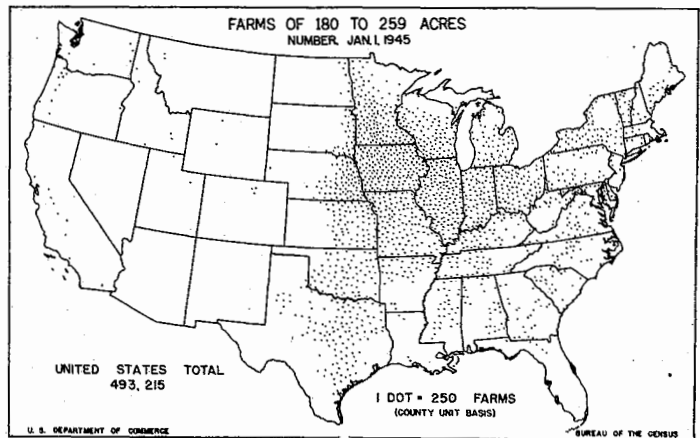 FARMS OF 180 TO 259 ACRES
NUMBER, JAN. 1, 1945
UNITED STATES TOTAL
493,215
1 DOT = 250 FARMS
(COUNTY UNIT BASIS)
U. S. DEPARTMENT OF COMMERCE
BUREAU OF THE CENSUS